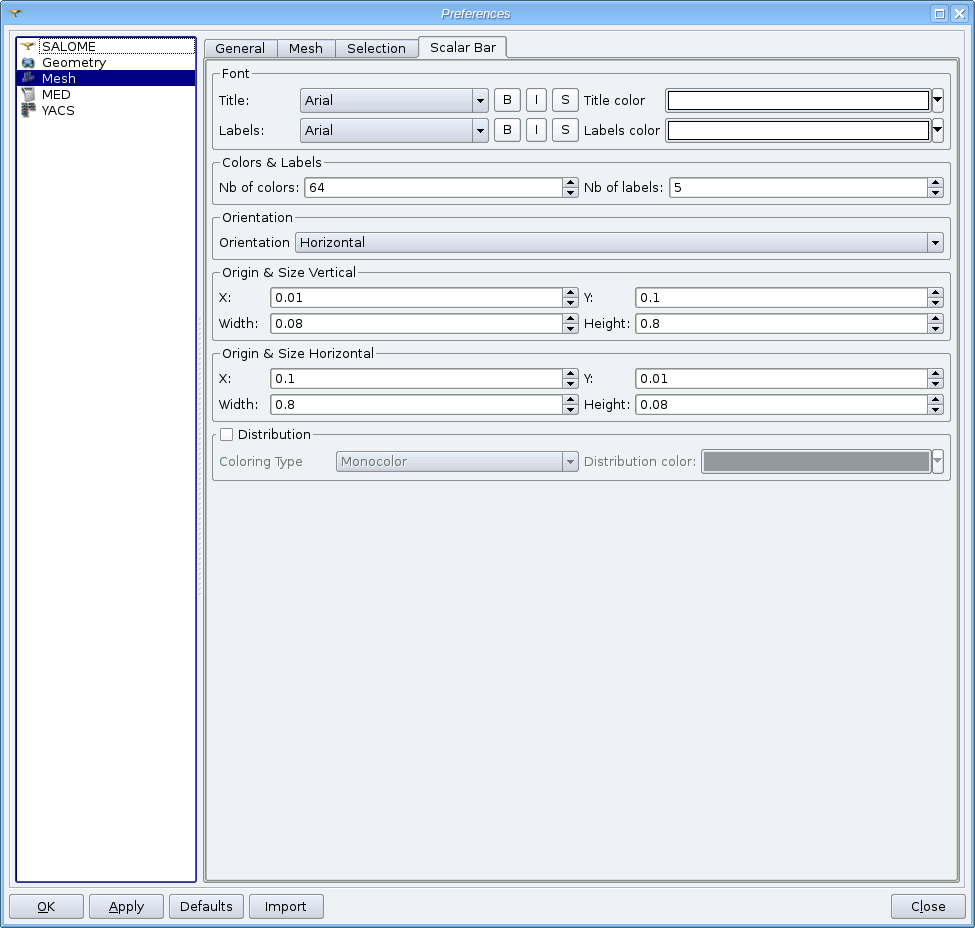 Preferences
SALOME
Geometry
Mesh
MED
YACS
General Mesh Selection Scalar Bar
Font
Title: Arial B I S Title color
Labels: Arial B I S Labels color
Colors & Labels
Nb of colors: 64 Nb of labels: 5
Orientation
Orientation Horizontal
Origin & Size Vertical
X: 0.01 Y: 0.1
Width: 0.08 Height: 0.8
Origin & Size Horizontal
X: 0.1 Y: 0.01
Width: 0.8 Height: 0.08
Distribution
Coloring Type Monocolor Distribution color:
OK Apply Defaults Import Close